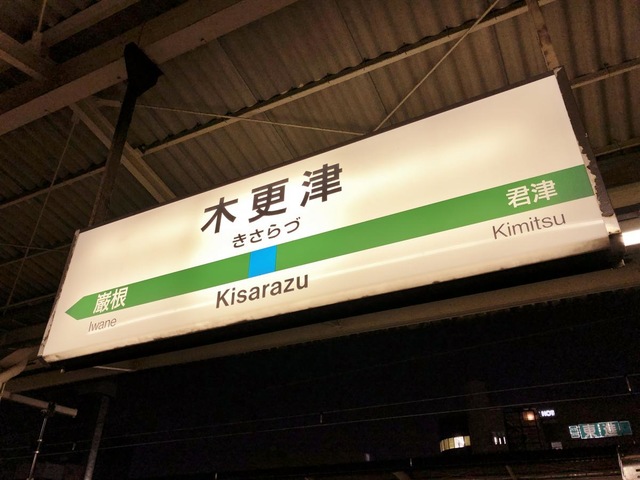 木更津
きさらづ
Kisarazu
巌根
Iwane
君津
Kimitsu